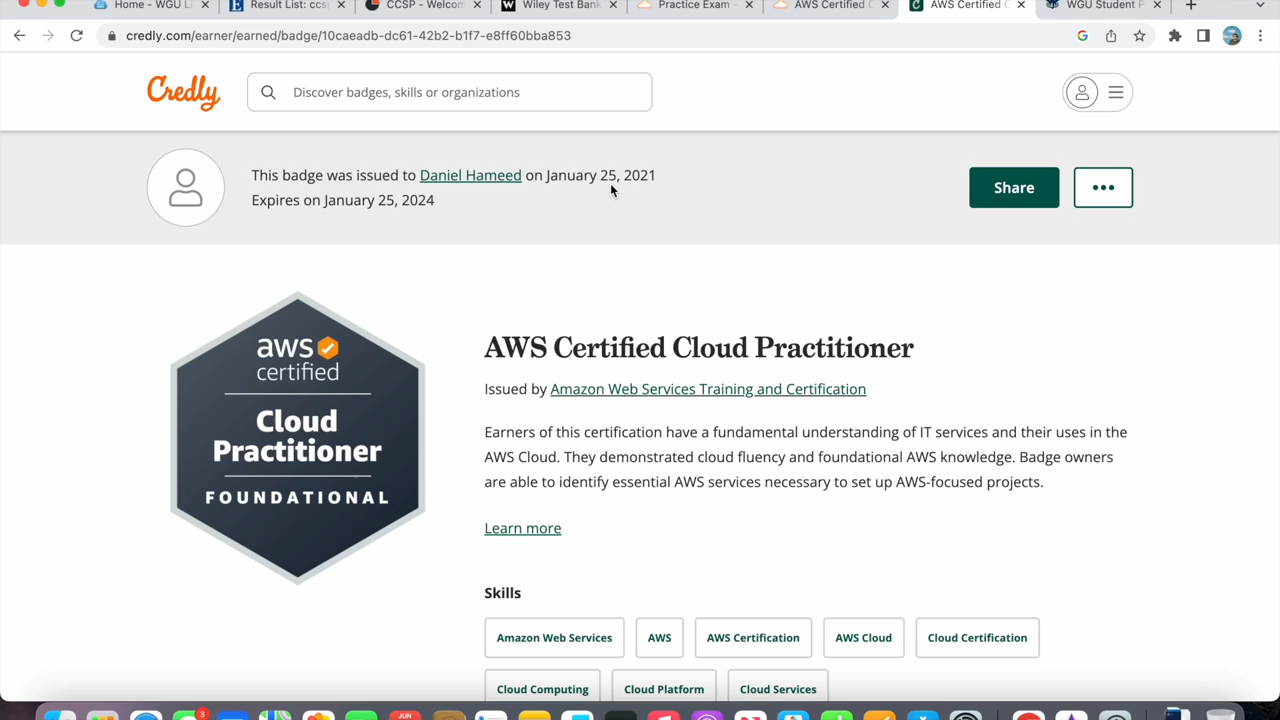 Home - WGU Li
Result List: ccs
CCSP - Welcom
Wiley Test Ban
Practice Exam –
AWS Certified C
AWS Certified C
WGU Student P
credly.com/earner/earned/badge/10caeadb-dc61-42b2-b1f7-e8ff60bba853
Credly
Discover badges, skills or organizations
This badge was issued to Daniel Hameed on January 25, 2021
Expires on January 25, 2024
Share
aws
certified
Cloud
Practitioner
FOUNDATIONAL
AWS Certified Cloud Practitioner
Issued by Amazon Web Services Training and Certification
Earners of this certification have a fundamental understanding of IT services and their uses in the
AWS Cloud. They demonstrated cloud fluency and foundational AWS knowledge. Badge owners
are able to identify essential AWS services necessary to set up AWS-focused projects.
Learn more
Skills
Amazon Web Services
AWS
AWS Certification
AWS Cloud
Cloud Certification
Cloud Computing
Cloud Platform
Cloud Services
3
JUN